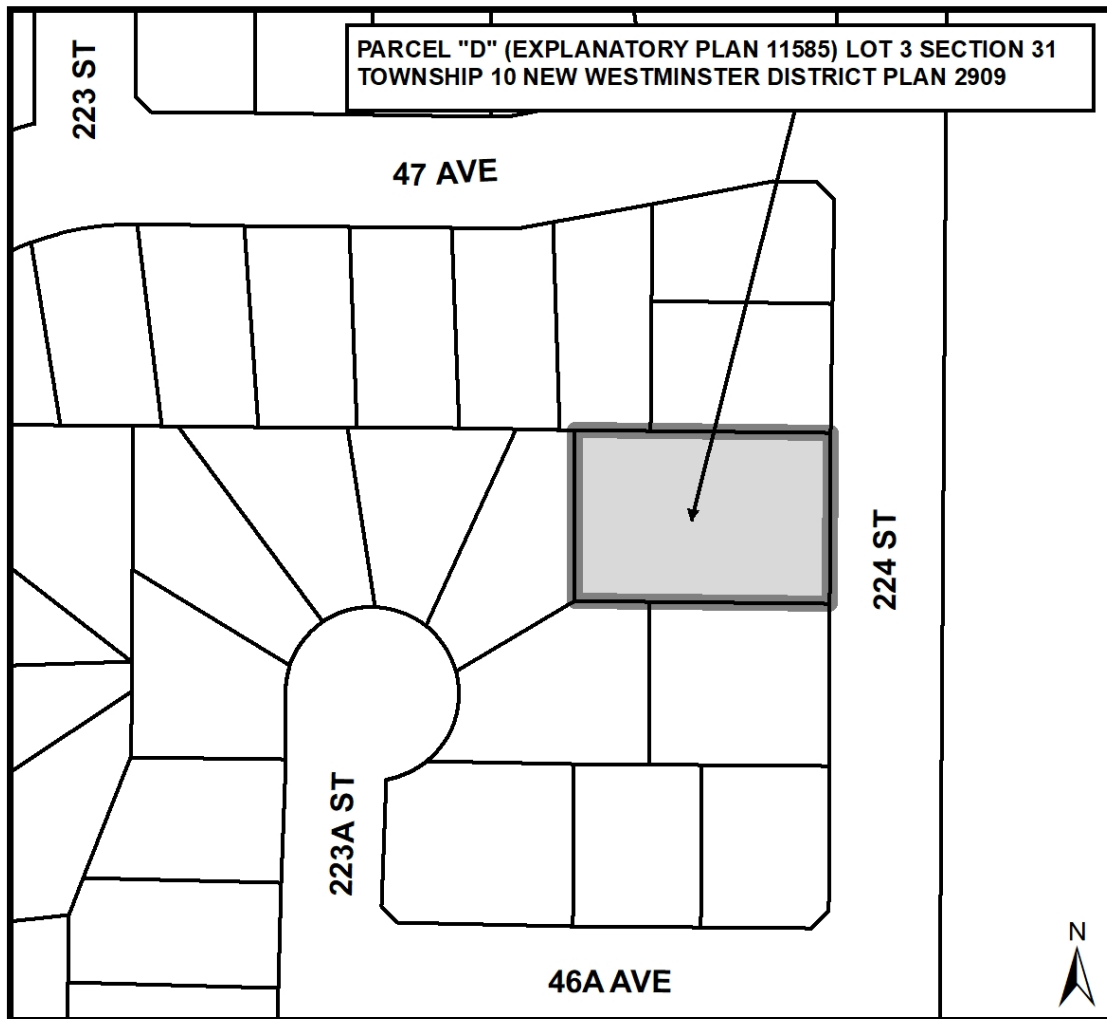 PARCEL "D" (EXPLANATORY PLAN 11585) LOT 3 SECTION 31
TOWNSHIP 10 NEW WESTMINSTER DISTRICT PLAN 2909
223 ST
47 AVE
224 ST
223A ST
46A AVE
N